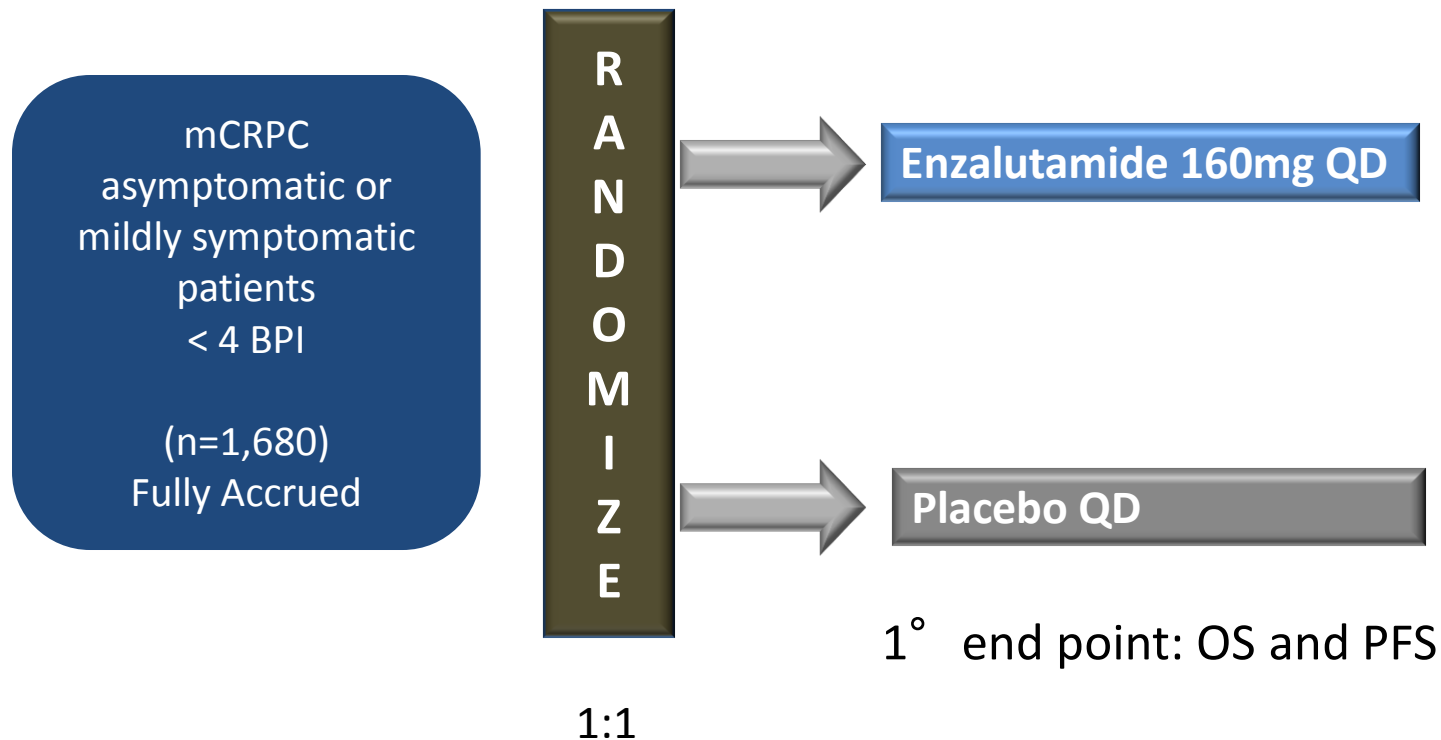 mCRPC
asymptomatic or
mildly symptomatic
patients
< 4 BPI
(n=1,680)
Fully Accrued
R
A
N
D
O
M
I
Z
E
1:1
Enzalutamide 160mg QD
Placebo QD
1° end point: OS and PFS